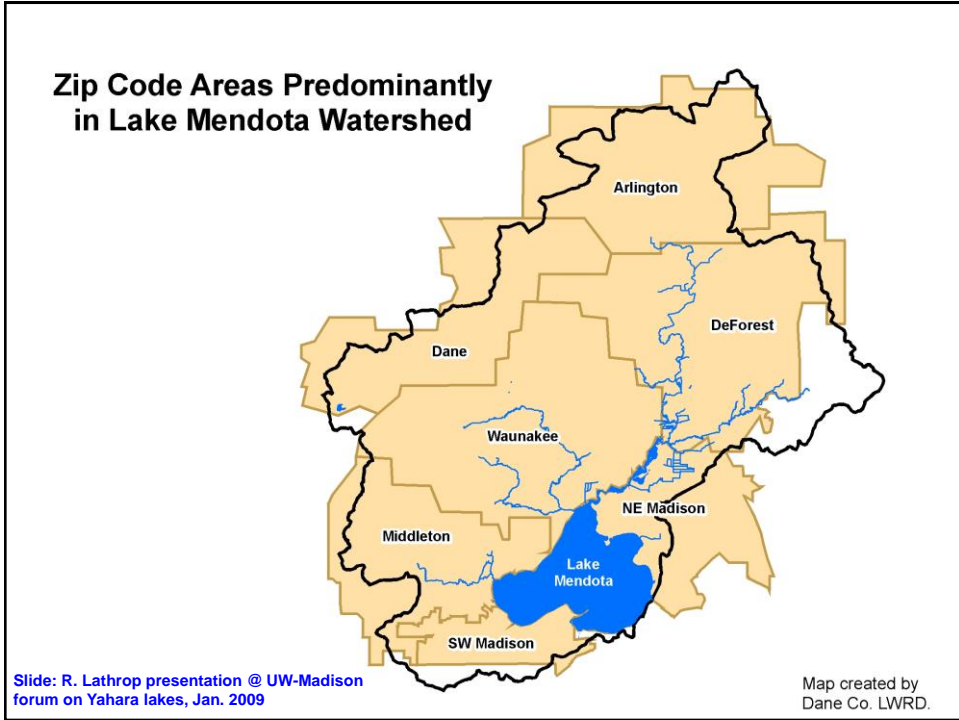 Zip Code Areas Predominantly
in Lake Mendota Watershed
Arlington
DeForest
Dane
Waunakee
NE Madison
Middleton
Lake
Mendota
SW Madison
Slide: R. Lathrop presentation @ UW-Madison
forum on Yahara lakes, Jan. 2009
Map created by
Dane Co. LWRD.